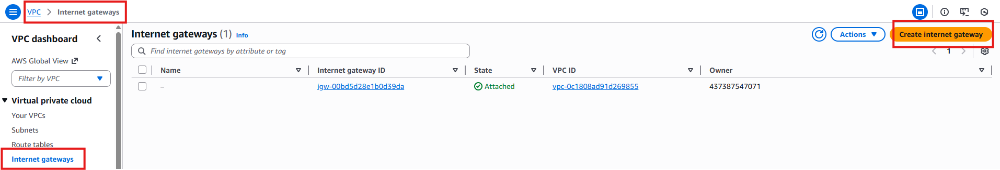 VPC > Internet gateways
VPC dashboard
AWS Global View
Filter by VPC
Virtual private cloud
Your VPCs
Subnets
Route tables
Internet gateways
Internet gateways (1) Info
Actions
Create internet gateway
Find internet gateways by attribute or tag
1
Name Internet gateway ID State VPC ID Owner
– igw-00bd5d28e1b0d39da Attached vpc-0c1808ad91d269855 437387547071